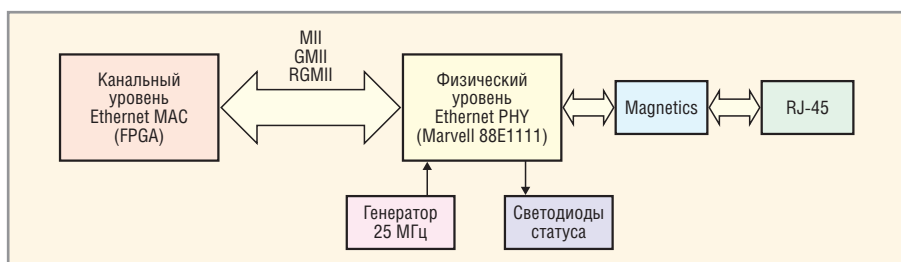 MII
GMII
RGMII
Канальный
уровень
Ethernet MAC
(FPGA)
Физический
уровень
Ethernet PHY
(Marvell 88E1111)
Magnetics
RJ-45
Генератор
25 МГц
Светодиоды
статуса